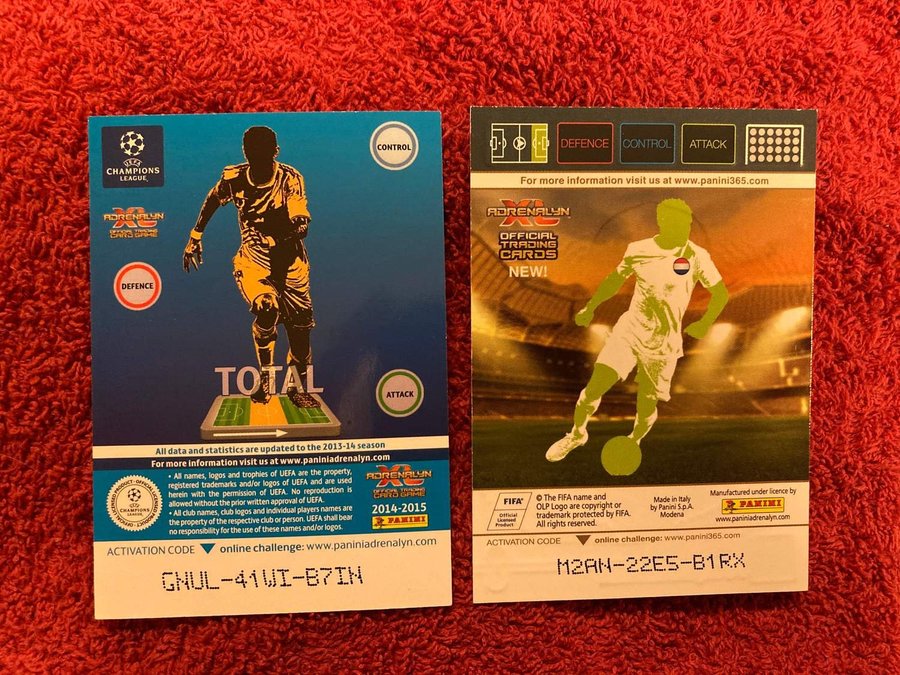 UEFA
CHAMPIONS
LEAGUE
CONTROL
ADRENALYN
XL
OFFICIAL TRADING
CARD GAME
DEFENCE
TOTAL
ATTACK
All data and statistics are updated to the 2013-14 season
For more information visit us at www.paniniadrenalyn.com
• All names, logos and trophies of UEFA are the property,
registered trademarks and/or logos of UEFA and are used
herein with the permission of UEFA. No reproduction is
allowed without the prior written approval of UEFA.
• All club names, club logos and individual players names are
the property of the respective club or person. UEFA shall bear
no responsibility for the use of these names and/or logos.
UEFA
CHAMPIONS
LEAGUE
ADRENALYN
XL
OFFICIAL TRADING
CARD GAME
2014-2015
PANINI
ACTIVATION CODE online challenge: www.paniniadrenalyn.com
GNUL-41WI-B7IN
DEFENCE
CONTROL
ATTACK
For more information visit us at www.panini365.com
ADRENALYN
XL
OFFICIAL
TRADING
CARDS
NEW!
FIFA®
Official
Licensed
Product
© The FIFA name and
OLP Logo are copyright or
trademark protected by FIFA.
All rights reserved.
Made in Italy
by Panini S.p.A.
Modena
Manufactured under licence by
PANINI
www.paniniadrenalyn.com
ACTIVATION CODE online challenge: www.panini365.com
M2AN-22E5-B1RX